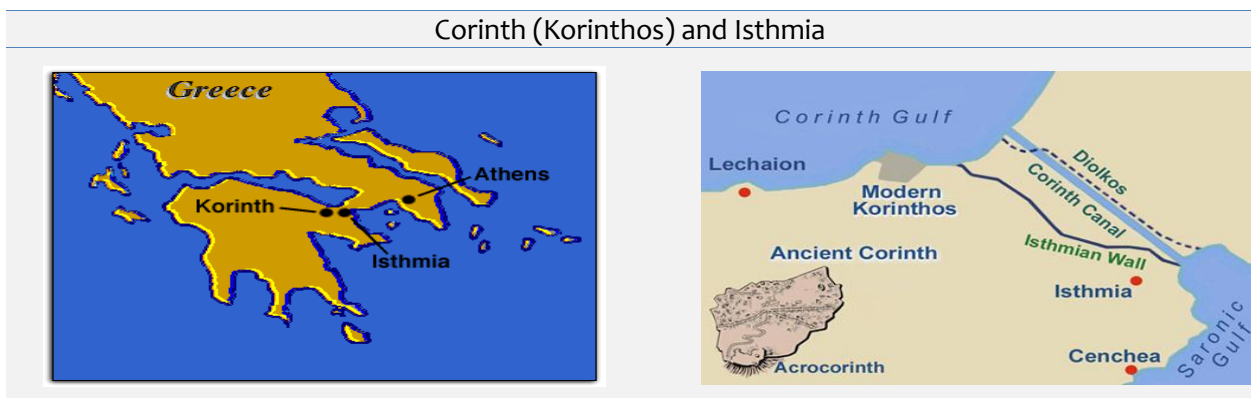 Corinth (Korinthos) and Isthmia
Greece
Athens
Korinth
Isthmia
Corinth Gulf
Lechaion
Modern
Korinthos
Diolkos
Corinth Canal
Isthmian Wall
Ancient Corinth
Isthmia
Saronic
Gulf
Cenchea
Acrocorinth